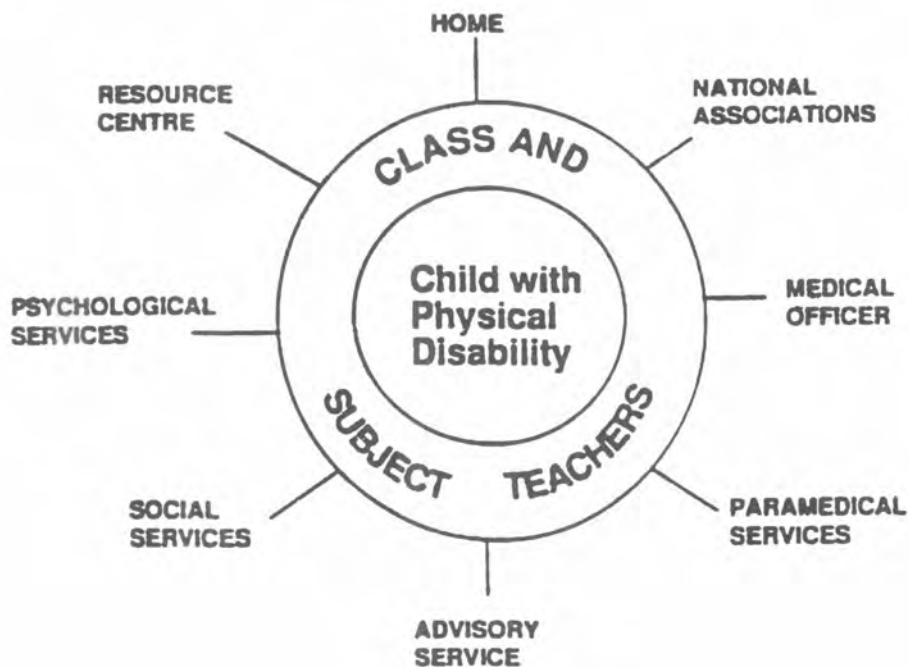 HOME
NATIONAL
ASSOCIATIONS
RESOURCE
CENTRE
CLASS AND
Child with
Physical
Disability
MEDICAL
OFFICER
PSYCHOLOGICAL
SERVICES
SUBJECT TEACHERS
SOCIAL
SERVICES
PARAMEDICAL
SERVICES
ADVISORY
SERVICE